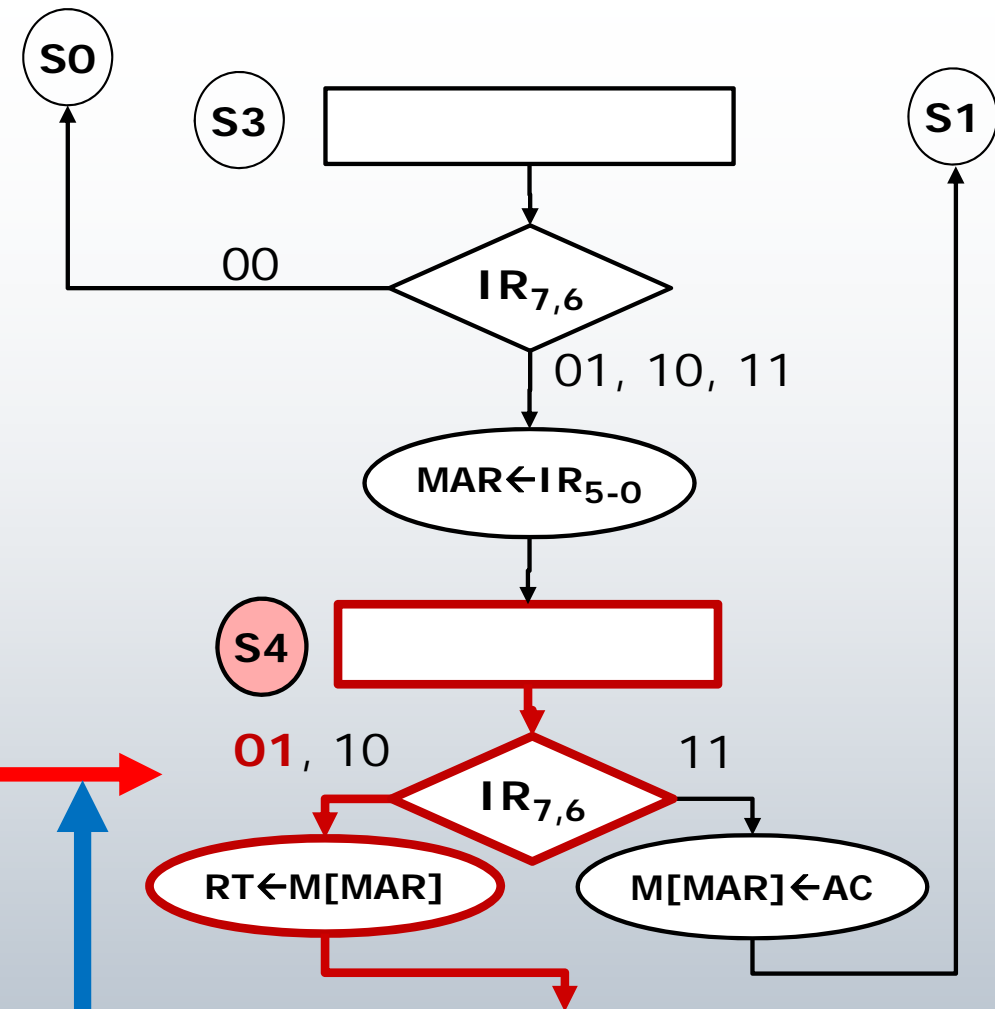 S0
S3
S1
00
IR7,6
01, 10, 11
MAR←IR5-0
S4
01, 10
11
IR7,6
RT←M[MAR]
M[MAR]←AC